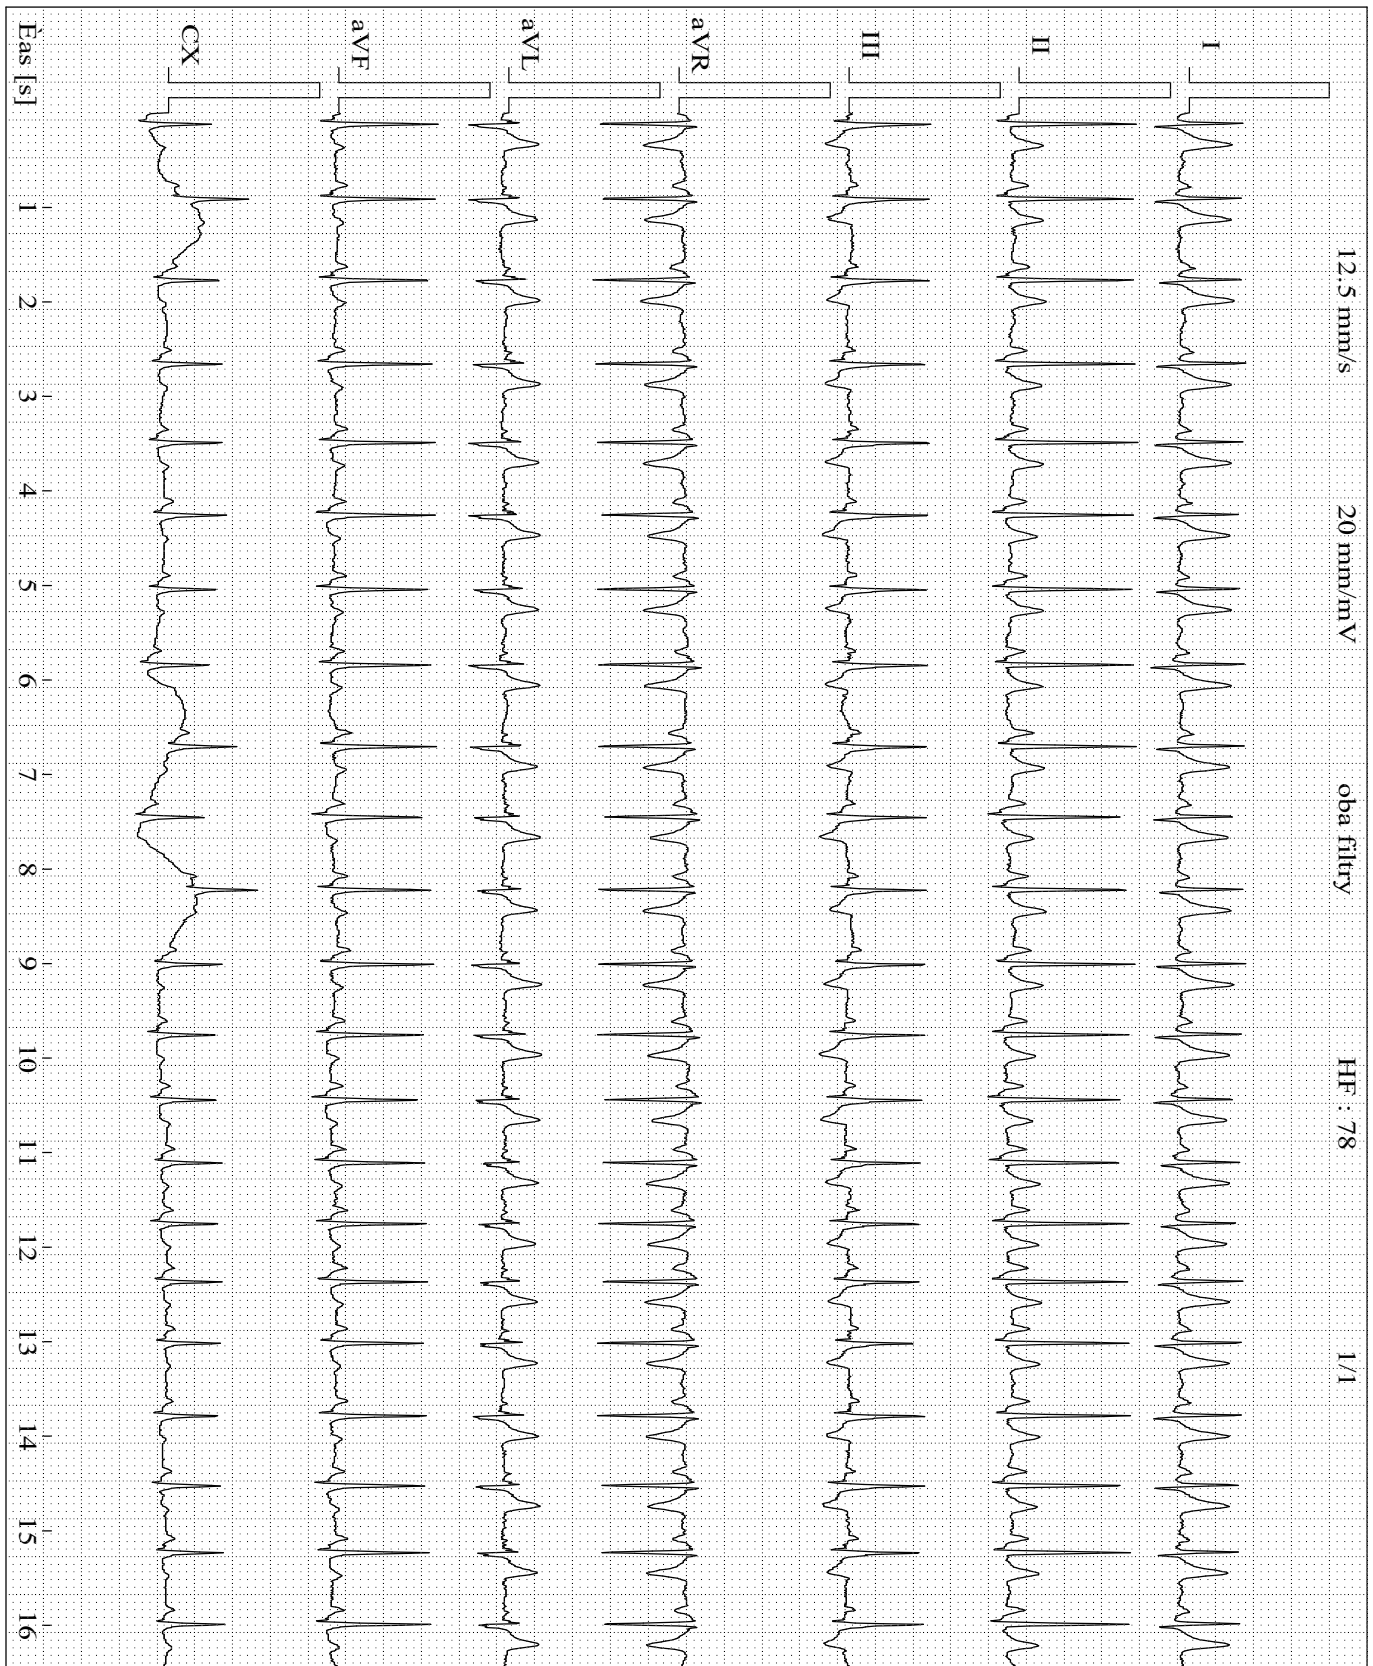 12.5 mm/s 20 mm/mV oba filtry HF : 78 1/1
I
II
III
aVR
aVL
aVF
CX
Èas [s] 1 2 3 4 5 6 7 8 9 10 11 12 13 14 15 16